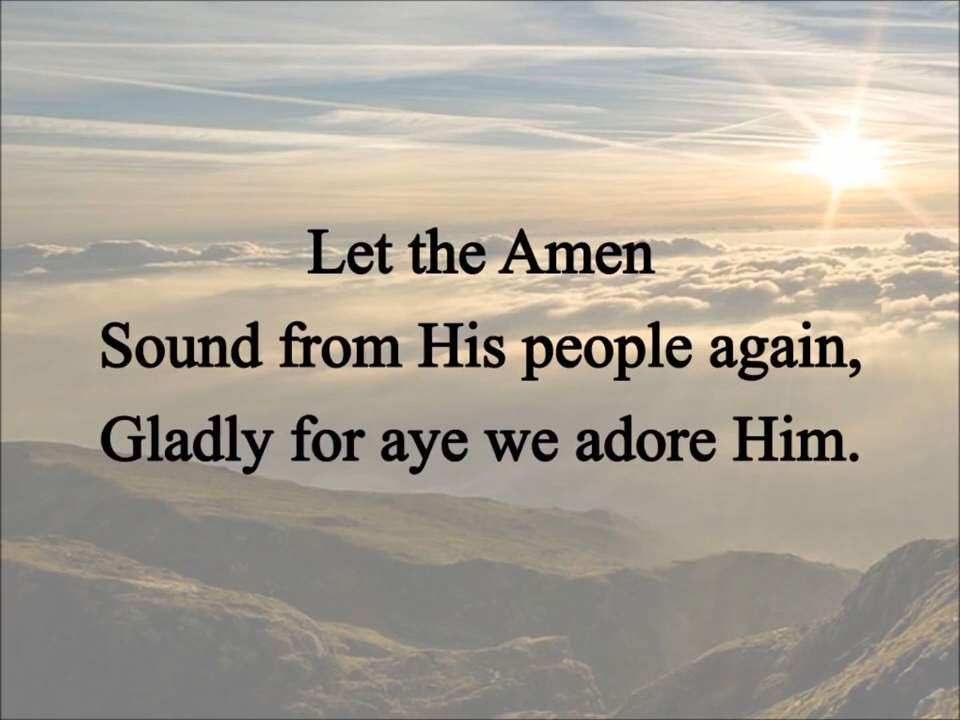 Let the Amen
Sound from His people again,
Gladly for aye we adore Him.